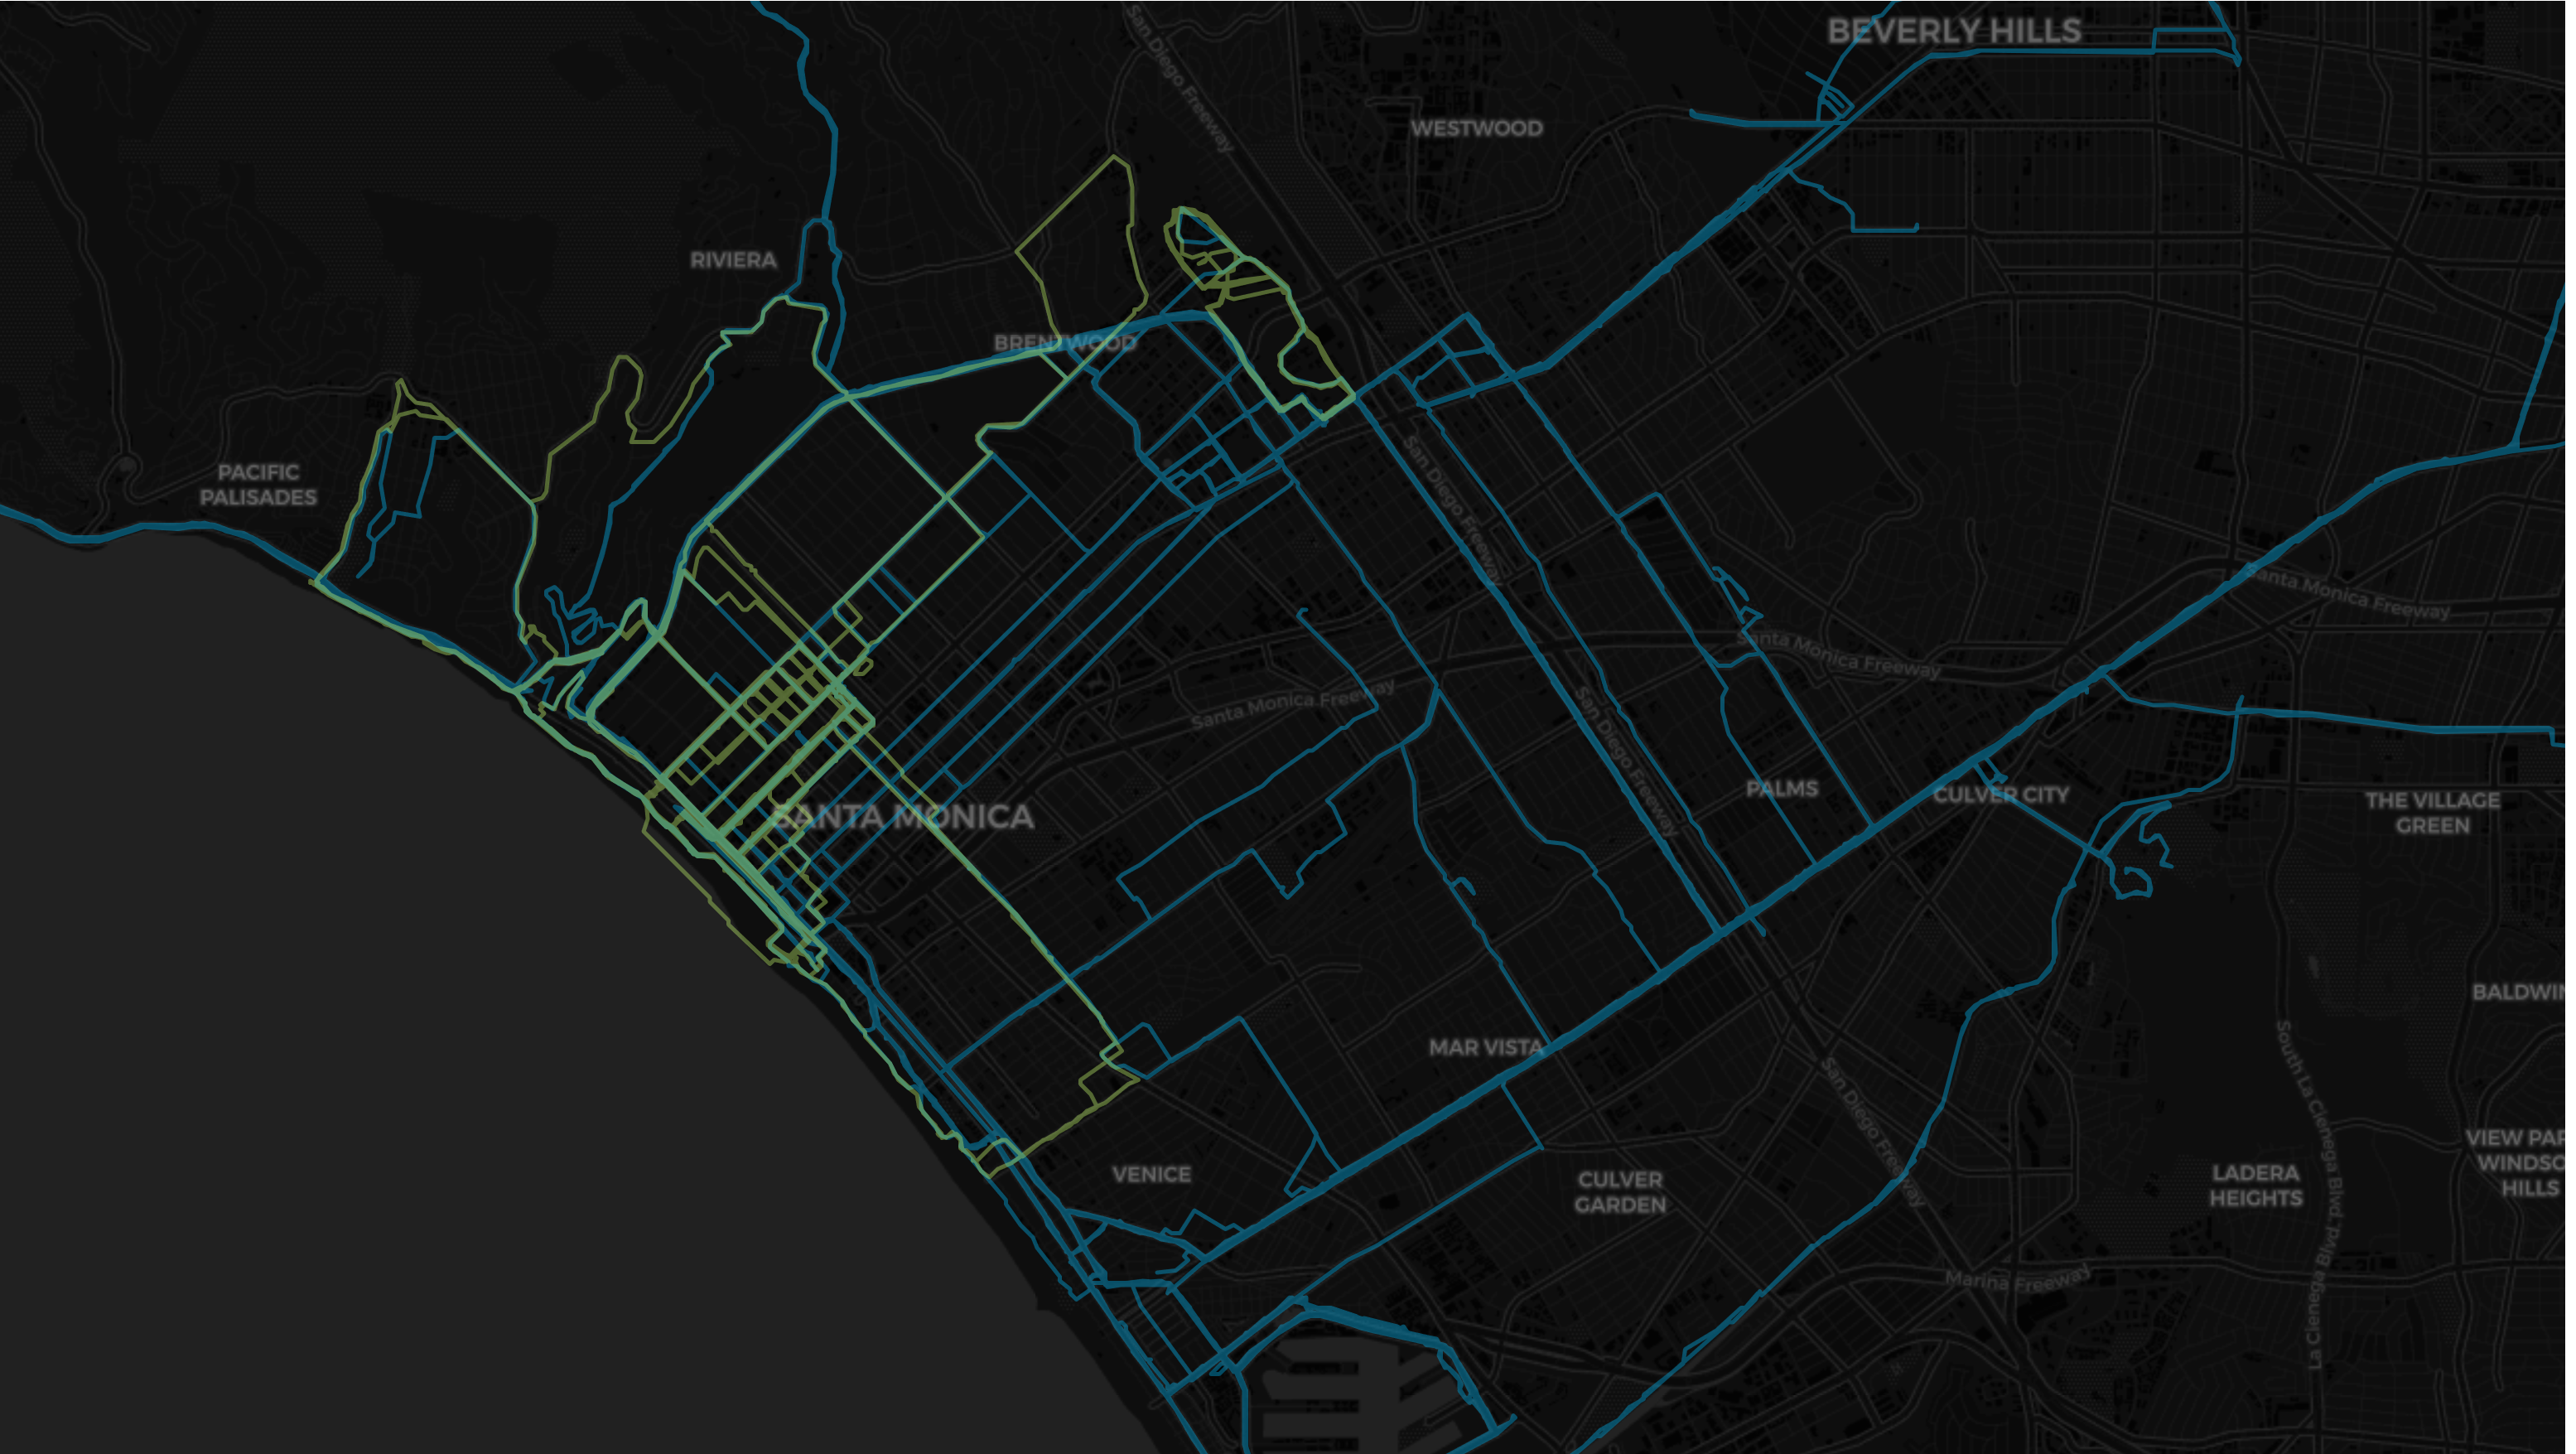 San Diego Freeway
BEVERLY HILLS
WESTWOOD
RIVIERA
BRENTWOOD
PACIFIC
PALISADES
San Diego Freeway
Santa Monica Freeway
Santa Monica Freeway
Santa Monica Freeway
San Diego Freeway
PALMS
CULVER CITY
THE VILLAGE
GREEN
SANTA MONICA
BALDWIN
MAR VISTA
South La Cienega Blvd.
San Diego Freeway
VENICE
CULVER
GARDEN
LADERA
HEIGHTS
VIEW PAR
WINDSO
HILLS
Marina Freeway
La Cienega Blvd.